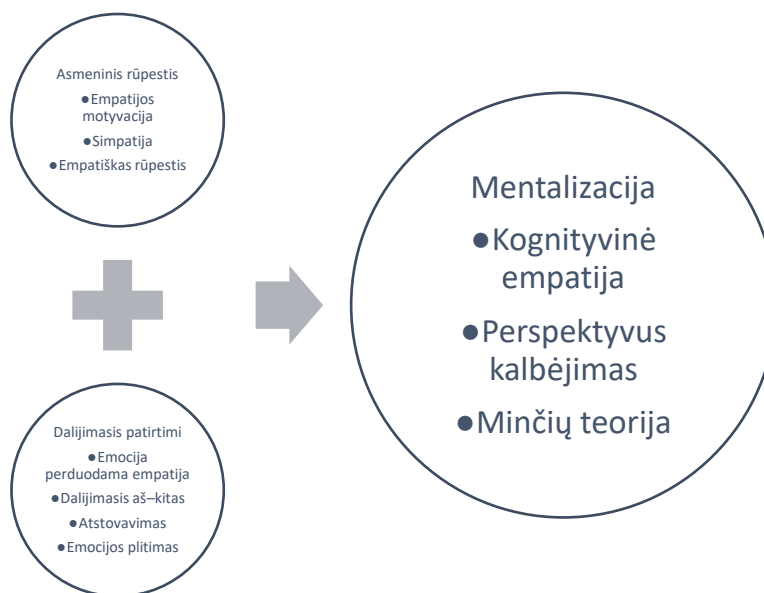 Asmeninis rūpestis
●Empatijos
motyvacija
●Simpatija
●Empatiškas rūpestis
Dalijimasis patirtimi
●Emocija
perduodama empatija
●Dalijimasis aš–kitas
●Atstovavimas
●Emocijos plitimas
Mentalizacija
●Kognityvinė
empatija
●Perspektyvus
kalbėjimas
●Minčių teorija